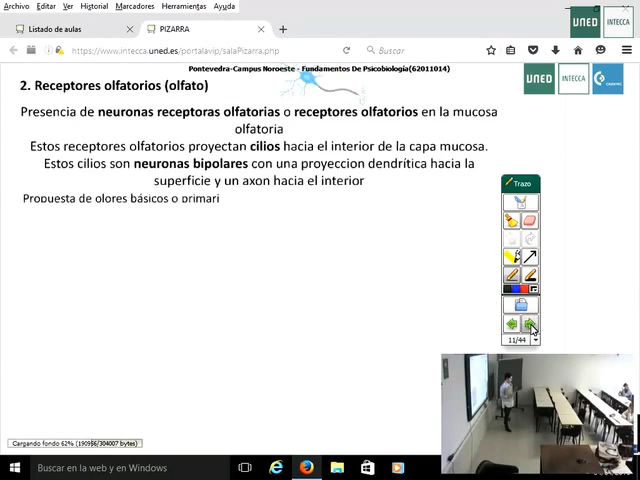 Archivo Editar Ver Historial Marcadores Herramientas Ayuda
Listado de aulas
PIZARRA
https://www.intecca.uned.es/portalavip/salaPizarra.php
Buscar
UNED
INTECCA
Pontevedra-Campus Noroeste - Fundamentos De Psicobiología(62011014)
UNED
INTECCA
2. Receptores olfatorios (olfato)
Presencia de neuronas receptoras olfatorias o receptores olfatorios en la mucosa
olfatoria
Estos receptores olfatorios proyectan cilios hacia el interior de la capa mucosa.
Estos cilios son neuronas bipolares con una proyeccion dendrítica hacia la
superficie y un axon hacia el interior
Propuesta de olores básicos o primari
Trazo
11/44
Cargando fondo 62% (190956/304007 bytes)
Buscar en la web y en Windows